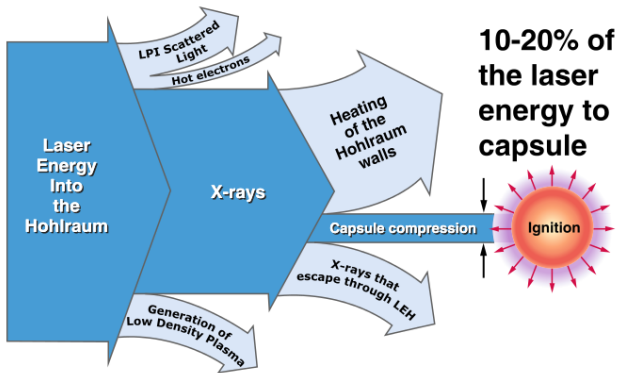 LPI Scattered
Light
Hot electrons
10-20% of
the laser
energy to
capsule
Laser
Energy
Into
the
Hohlraum
X-rays
Heating
of the
Hohlraum
walls
Capsule compression
Ignition
X-rays that
escape through LEH
Generation of
Low Density Plasma